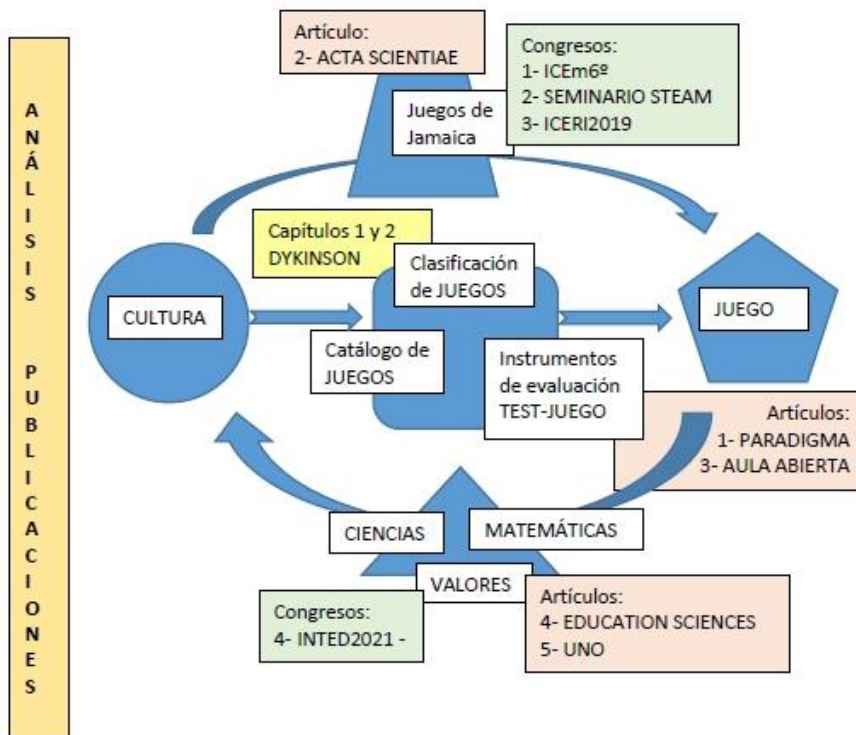 ANÁLISIS PUBLICACIONES
Artículo:
2- ACTA SCIENTIAE
Congresos:
1- ICEm6º
2- SEMINARIO STEAM
3- ICERI2019
Juegos de
Jamaica
Capítulos 1 y 2
DYKINSON
Clasificación
de JUEGOS
CULTURA
JUEGO
Catálogo de
JUEGOS
Instrumentos
de evaluación
TEST-JUEGO
Artículos:
1- PARADIGMA
3- AULA ABIERTA
CIENCIAS
MATEMÁTICAS
VALORES
Congresos:
4- INTED2021 -
Artículos:
4- EDUCATION SCIENCES
5- UNO